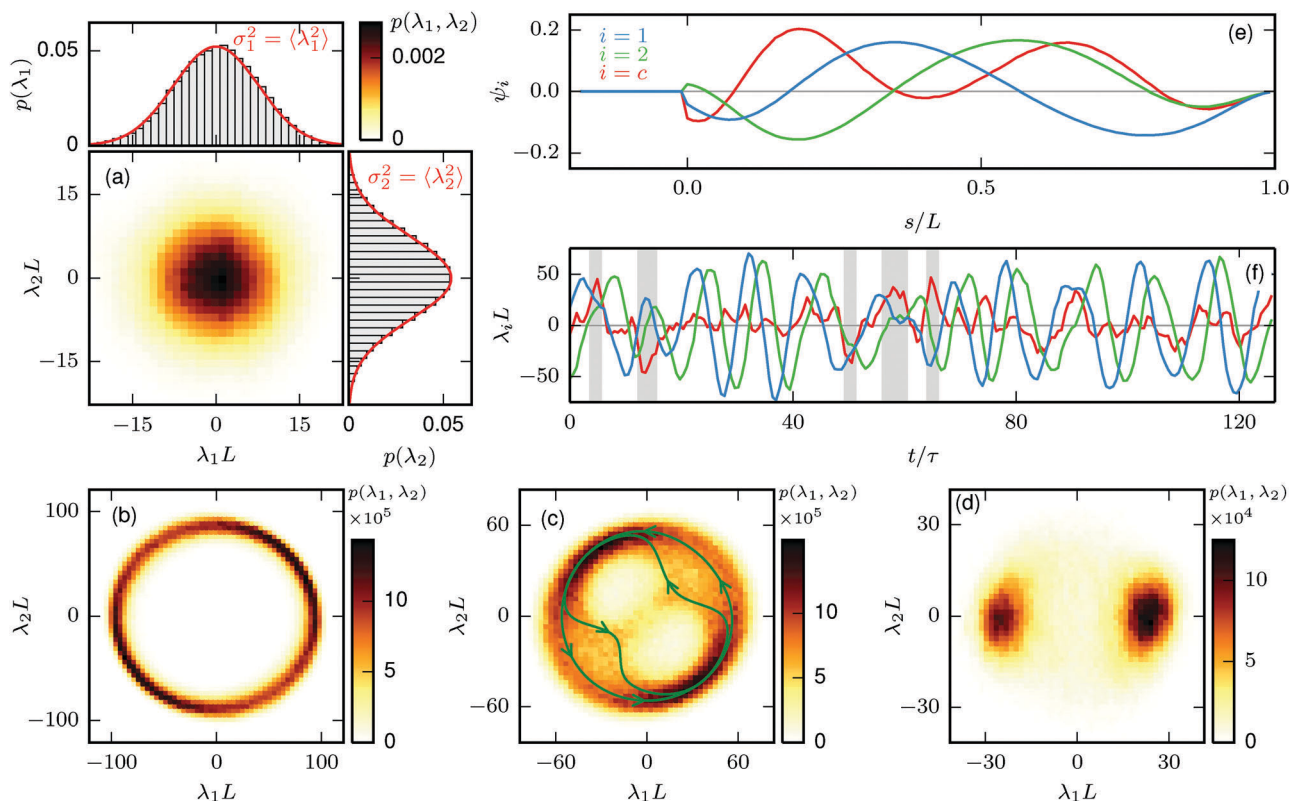 p(λ₁)
0.05
0
σ₁² = ⟨λ₁²⟩
p(λ₁, λ₂)
0.002
0
(a)
λ₂L
15
0
−15
−15 0 15
λ₁L
σ₂² = ⟨λ₂²⟩
0 0.05
p(λ₂)
ψᵢ
0.2
0.0
−0.2
i = 1
i = 2
i = c
(e)
0.0 0.5 1.0
s/L
λᵢL
50
0
−50
(f)
0 40 80 120
t/τ
(b)
λ₂L
100
0
−100
−100 0 100
λ₁L
p(λ₁, λ₂)
×10⁵
10
0
(c)
λ₂L
60
0
−60
−60 0 60
λ₁L
p(λ₁, λ₂)
×10⁵
10
0
(d)
λ₂L
30
0
−30
−30 0 30
λ₁L
p(λ₁, λ₂)
×10⁴
10
0